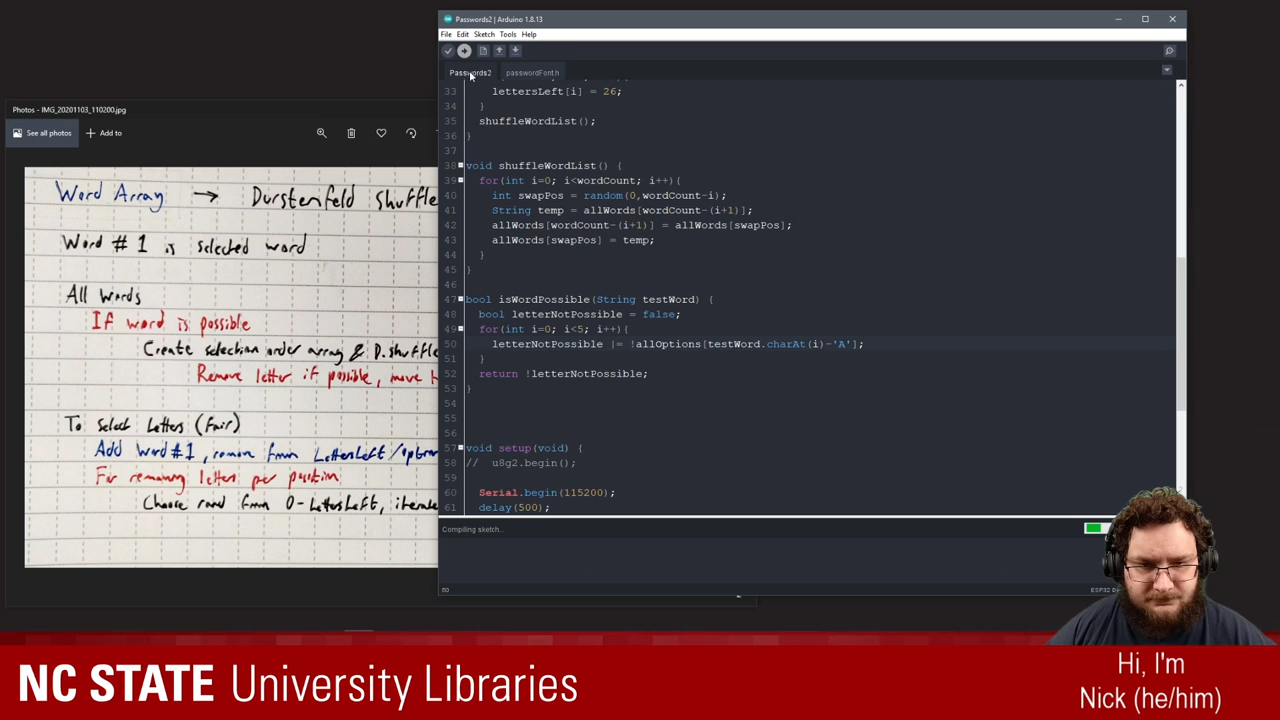 Passwords2 | Arduino 1.8.13
File Edit Sketch Tools Help
Passwords2 passwordFont.h
33 lettersLeft[i] = 26;
34 }
35 shuffleWordList();
36 }
37
38 void shuffleWordList() {
39 for(int i=0; i<wordCount; i++){
40 int swapPos = random(0,wordCount-i);
41 String temp = allWords[wordCount-(i+1)];
42 allWords[wordCount-(i+1)] = allWords[swapPos];
43 allWords[swapPos] = temp;
44 }
45 }
46
47 bool isWordPossible(String testWord) {
48 bool letterNotPossible = false;
49 for(int i=0; i<5; i++){
50 letterNotPossible |= !allOptions[testWord.charAt(i)-'A'];
51 }
52 return !letterNotPossible;
53 }
54
55
56
57 void setup(void) {
58 // u8g2.begin();
59
60 Serial.begin(115200);
61 delay(500);
Compiling sketch...
50
Photos - IMG_20201103_110200.jpg
See all photos Add to
Word Array → Durstenfeld shuffle
Word # 1 is selected word
All Words
If word is possible
Create selection order array & D.shuffle
Remove letter if possible, move
To select Letters (Fair)
Add Word #1, remove from LettersLeft/
For remaining letters per position
Choose rand from 0-LettersLeft,
NC STATE University Libraries
Hi, I'm
Nick (he/him)